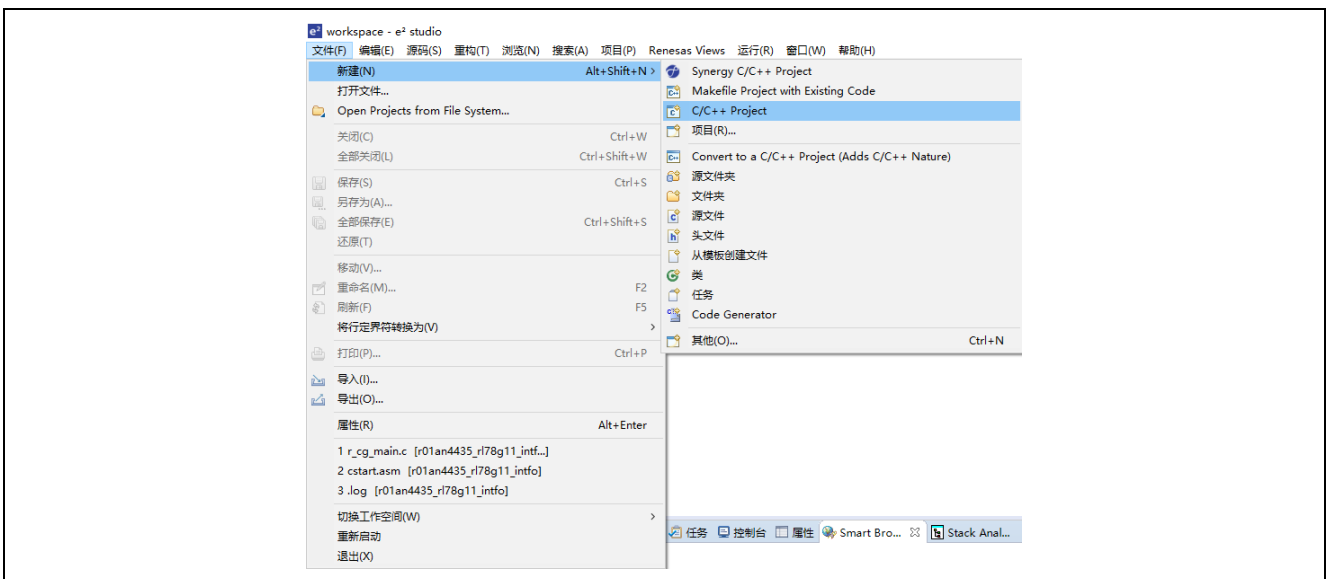 e² workspace - e² studio
文件(F) 编辑(E) 源码(S) 重构(T) 浏览(N) 搜索(A) 项目(P) Renesas Views 运行(R) 窗口(W) 帮助(H)
新建(N) Alt+Shift+N >
打开文件...
Open Projects from File System...
关闭(C) Ctrl+W
全部关闭(L) Ctrl+Shift+W
保存(S) Ctrl+S
另存为(A)...
全部保存(E) Ctrl+Shift+S
还原(T)
移动(V)...
重命名(M)... F2
刷新(F) F5
将行定界符转换为(V) >
打印(P)... Ctrl+P
导入(I)...
导出(O)...
属性(R) Alt+Enter
1 r_cg_main.c [r01an4435_rl78g11_intf...]
2 cstart.asm [r01an4435_rl78g11_intfo]
3 .log [r01an4435_rl78g11_intfo]
切换工作空间(W) >
重新启动
退出(X)
Synergy C/C++ Project
Makefile Project with Existing Code
C/C++ Project
项目(R)...
Convert to a C/C++ Project (Adds C/C++ Nature)
源文件夹
文件夹
源文件
头文件
从模板创建文件
类
任务
Code Generator
其他(O)... Ctrl+N
任务 控制台 属性 Smart Bro... Stack Anal...